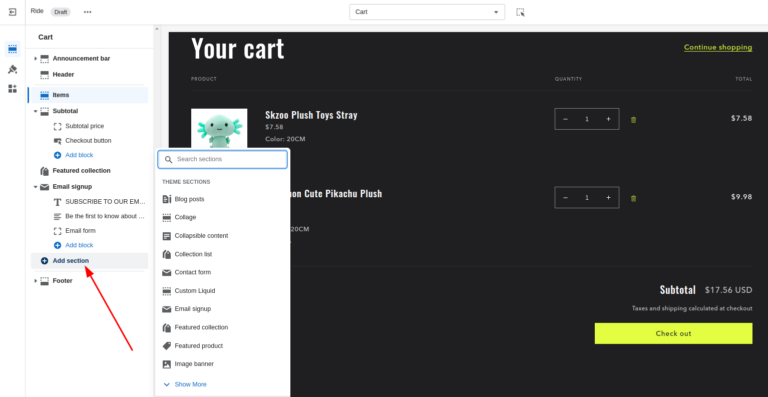 Ride Draft
Cart
Cart
Announcement bar
Header
Items
Subtotal
Subtotal price
Checkout button
Add block
Featured collection
Email signup
SUBSCRIBE TO OUR EM...
Be the first to know about ...
Email form
Add block
Add section
Footer
Search sections
THEME SECTIONS
Blog posts
Collage
Collapsible content
Collection list
Contact form
Custom Liquid
Email signup
Featured collection
Featured product
Image banner
Show More
Your cart
Continue shopping
PRODUCT QUANTITY TOTAL
Skzoo Plush Toys Stray
$7.58
Color: 20CM
− 1 +
$7.58
Cute Pikachu Plush
20CM
− 1 +
$9.98
Subtotal $17.56 USD
Taxes and shipping calculated at checkout
Check out